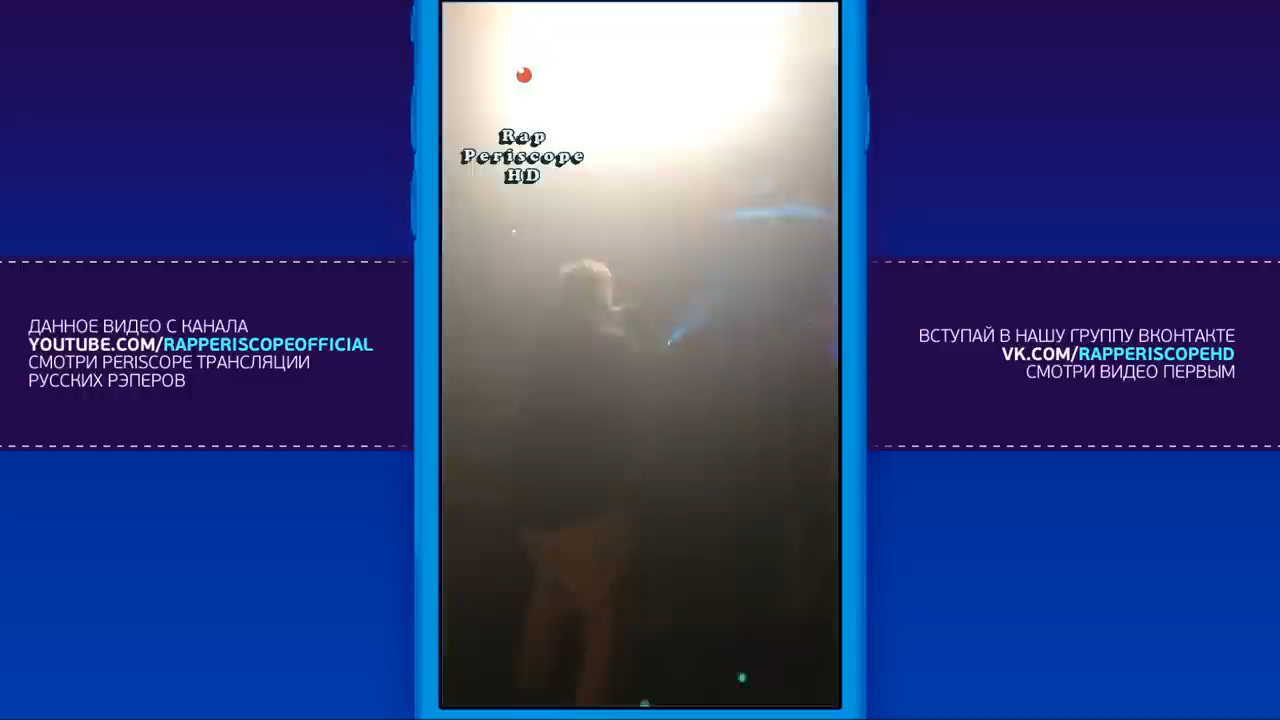 Rap
Periscope
HD
ДАННОЕ ВИДЕО С КАНАЛА
YOUTUBE.COM/RAPPERISCOPEOFFICIAL
СМОТРИ PERISCOPE ТРАНСЛЯЦИИ
РУССКИХ РЭПЕРОВ
ВСТУПАЙ В НАШУ ГРУППУ ВКОНТАКТЕ
VK.COM/RAPPERISCOPEHD
СМОТРИ ВИДЕО ПЕРВЫМ